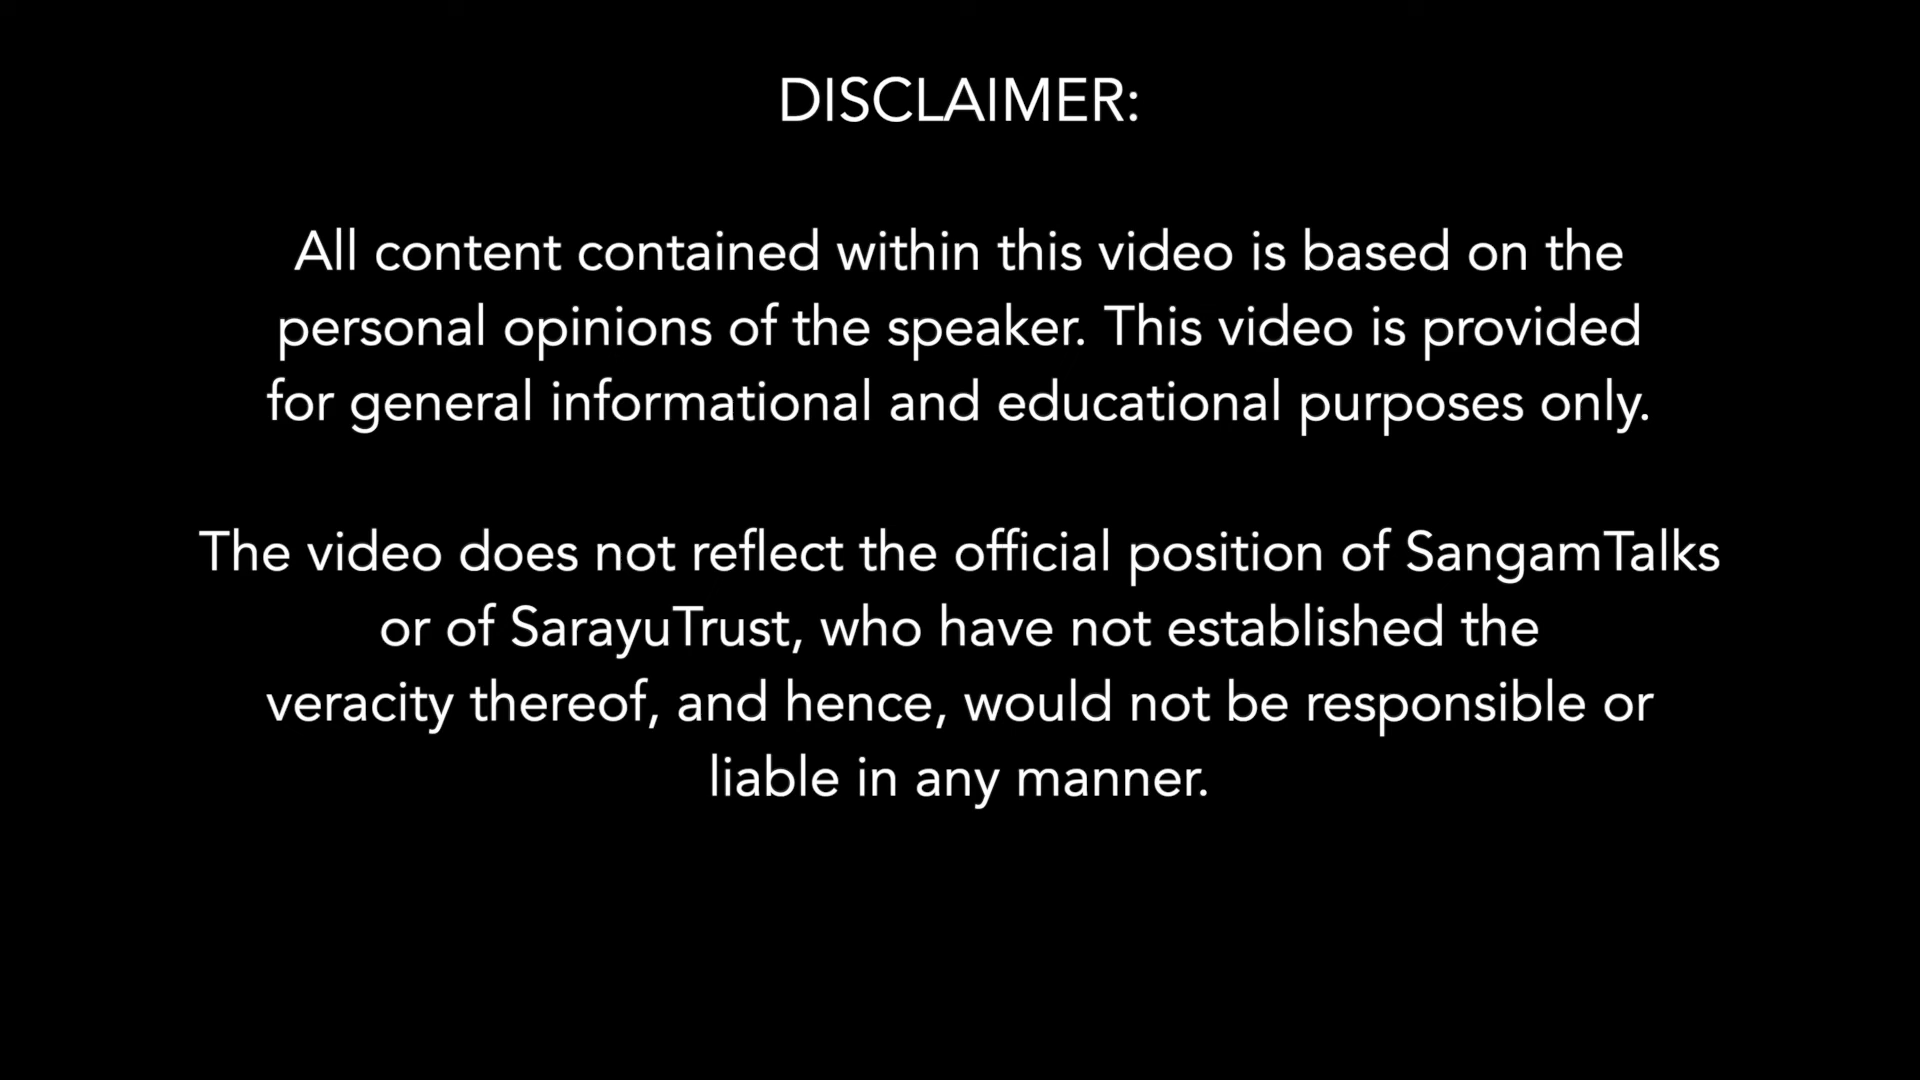 DISCLAIMER:
All content contained within this video is based on the
personal opinions of the speaker. This video is provided
for general informational and educational purposes only.
The video does not reflect the official position of SangamTalks
or of SarayuTrust, who have not established the
veracity thereof, and hence, would not be responsible or
liable in any manner.